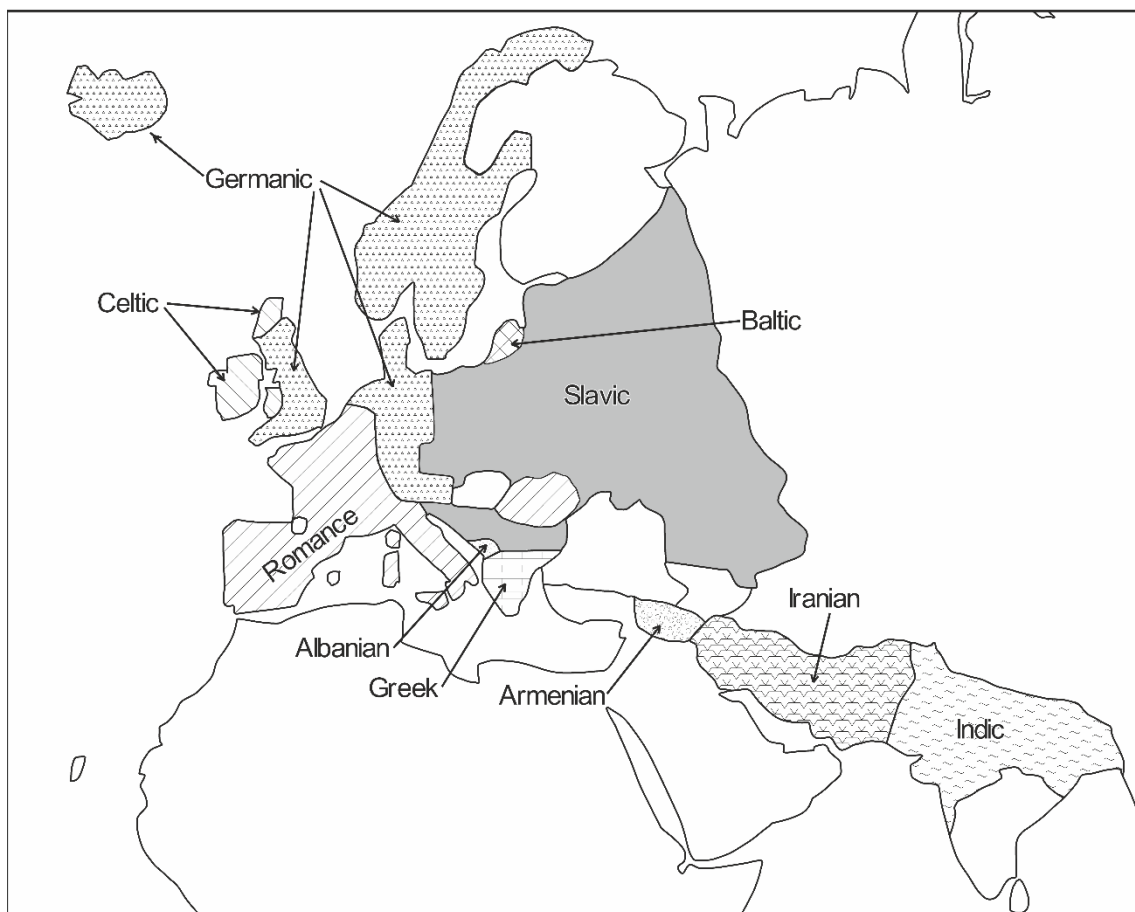 Germanic
Celtic
Baltic
Slavic
Romance
Iranian
Albanian
Greek
Armenian
Indic